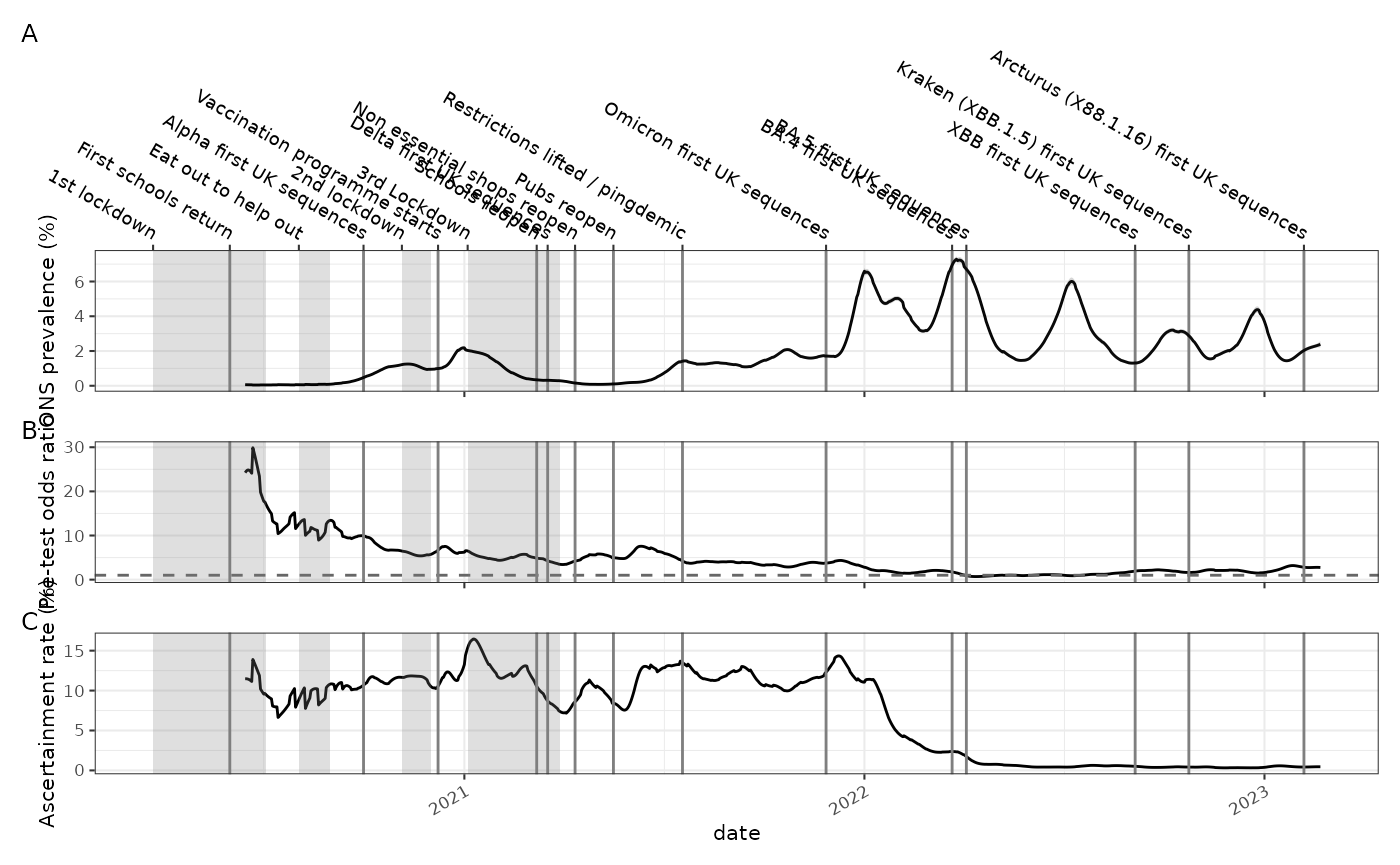 A
1st lockdown
First schools return
Eat out to help out
Alpha first UK sequences
2nd lockdown
Vaccination programme starts
3rd Lockdown
Schools reopen
Delta first UK sequences
Non essential shops reopen
Pubs reopen
Restrictions lifted / pingdemic
Omicron first UK sequences
BA.4 first UK sequences
BA.5 first UK sequences
XBB first UK sequences
Kraken (XBB.1.5) first UK sequences
Arcturus (X88.1.16) first UK sequences
ONS prevalence (%)
6
4
2
0
B
Pre-test odds ratio
30
20
10
0
C
Ascertainment rate (%)
15
10
5
0
2021
2022
2023
date